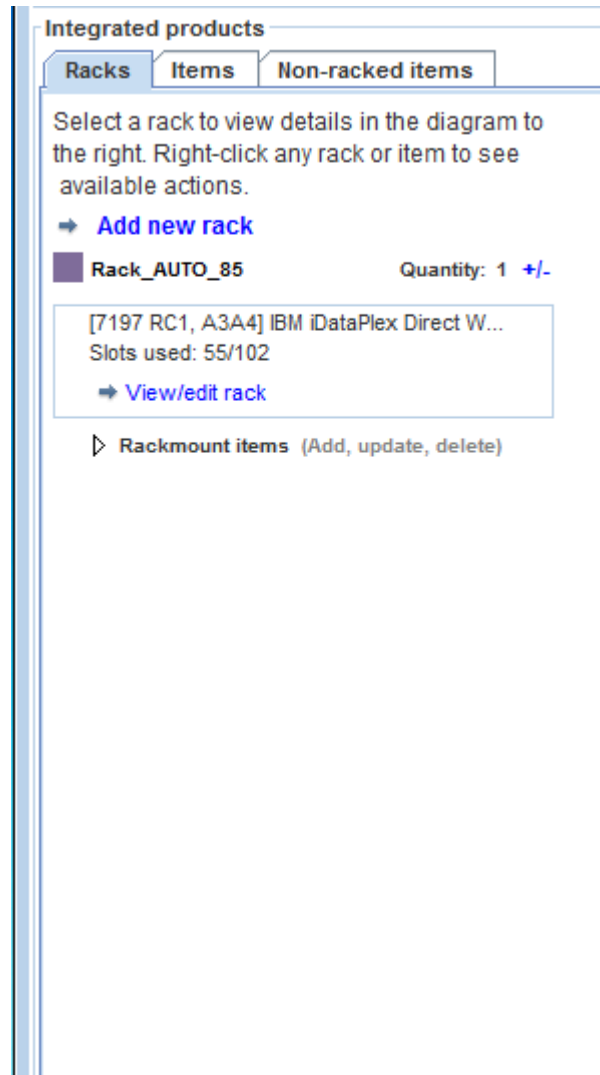 Integrated products
Racks Items Non-racked items
Select a rack to view details in the diagram to
the right. Right-click any rack or item to see
available actions.
Add new rack
Rack_AUTO_85 Quantity: 1 +/-
[7197 RC1, A3A4] IBM iDataPlex Direct W...
Slots used: 55/102
View/edit rack
Rackmount items (Add, update, delete)